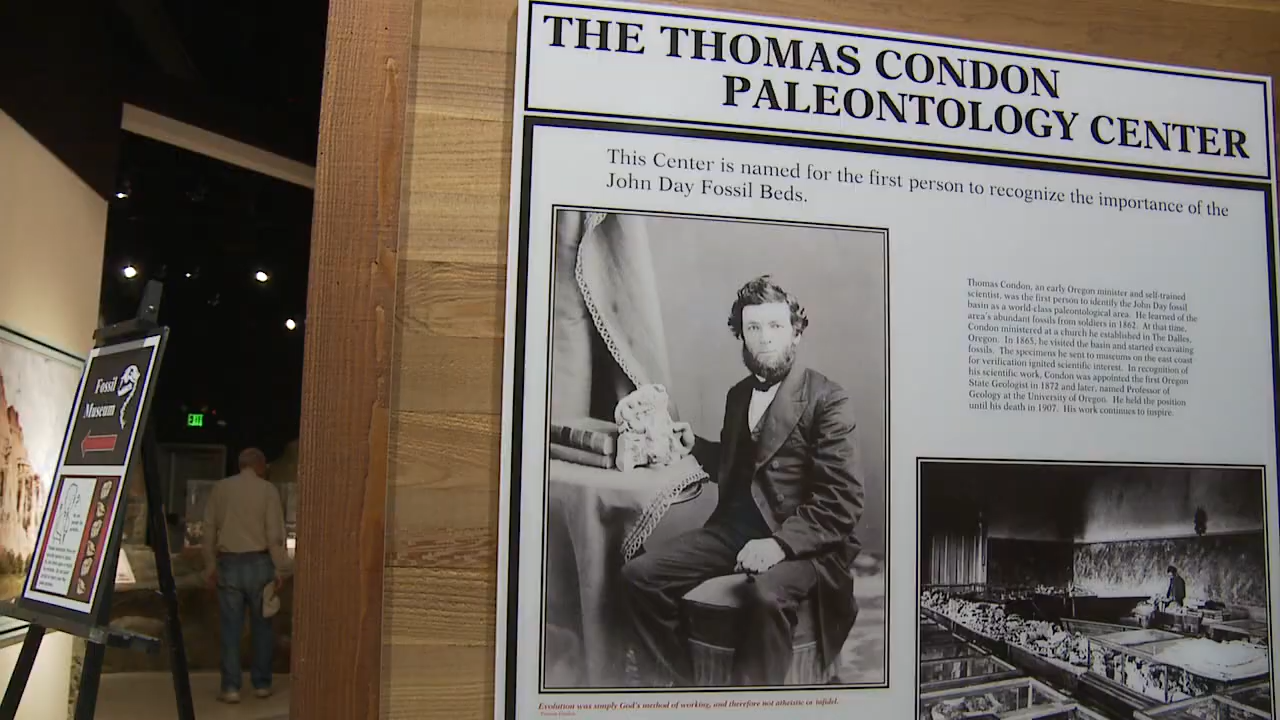 THE THOMAS CONDON
PALEONTOLOGY CENTER
This Center is named for the first person to recognize the importance of the
John Day Fossil Beds.
Thomas Condon, an early Oregon minister and self-trained
scientist, was the first person to identify the John Day fossil
basin as a world-class paleontological area. He learned of the
area's abundant fossils from soldiers in 1862. At that time,
Condon ministered at a church he established in The Dalles,
Oregon. In 1865, he visited the basin and started excavating
fossils. The specimens he sent to museums on the east coast
for verification ignited scientific interest. In recognition of
his scientific work, Condon was appointed the first Oregon
State Geologist in 1872 and later, named Professor of
Geology at the University of Oregon. He held the position
until his death in 1907. His work continues to inspire.
Evolution was simply God's method of working, and therefore not atheistic or infidel.
Thomas Condon
Fossil
Museum
EXIT